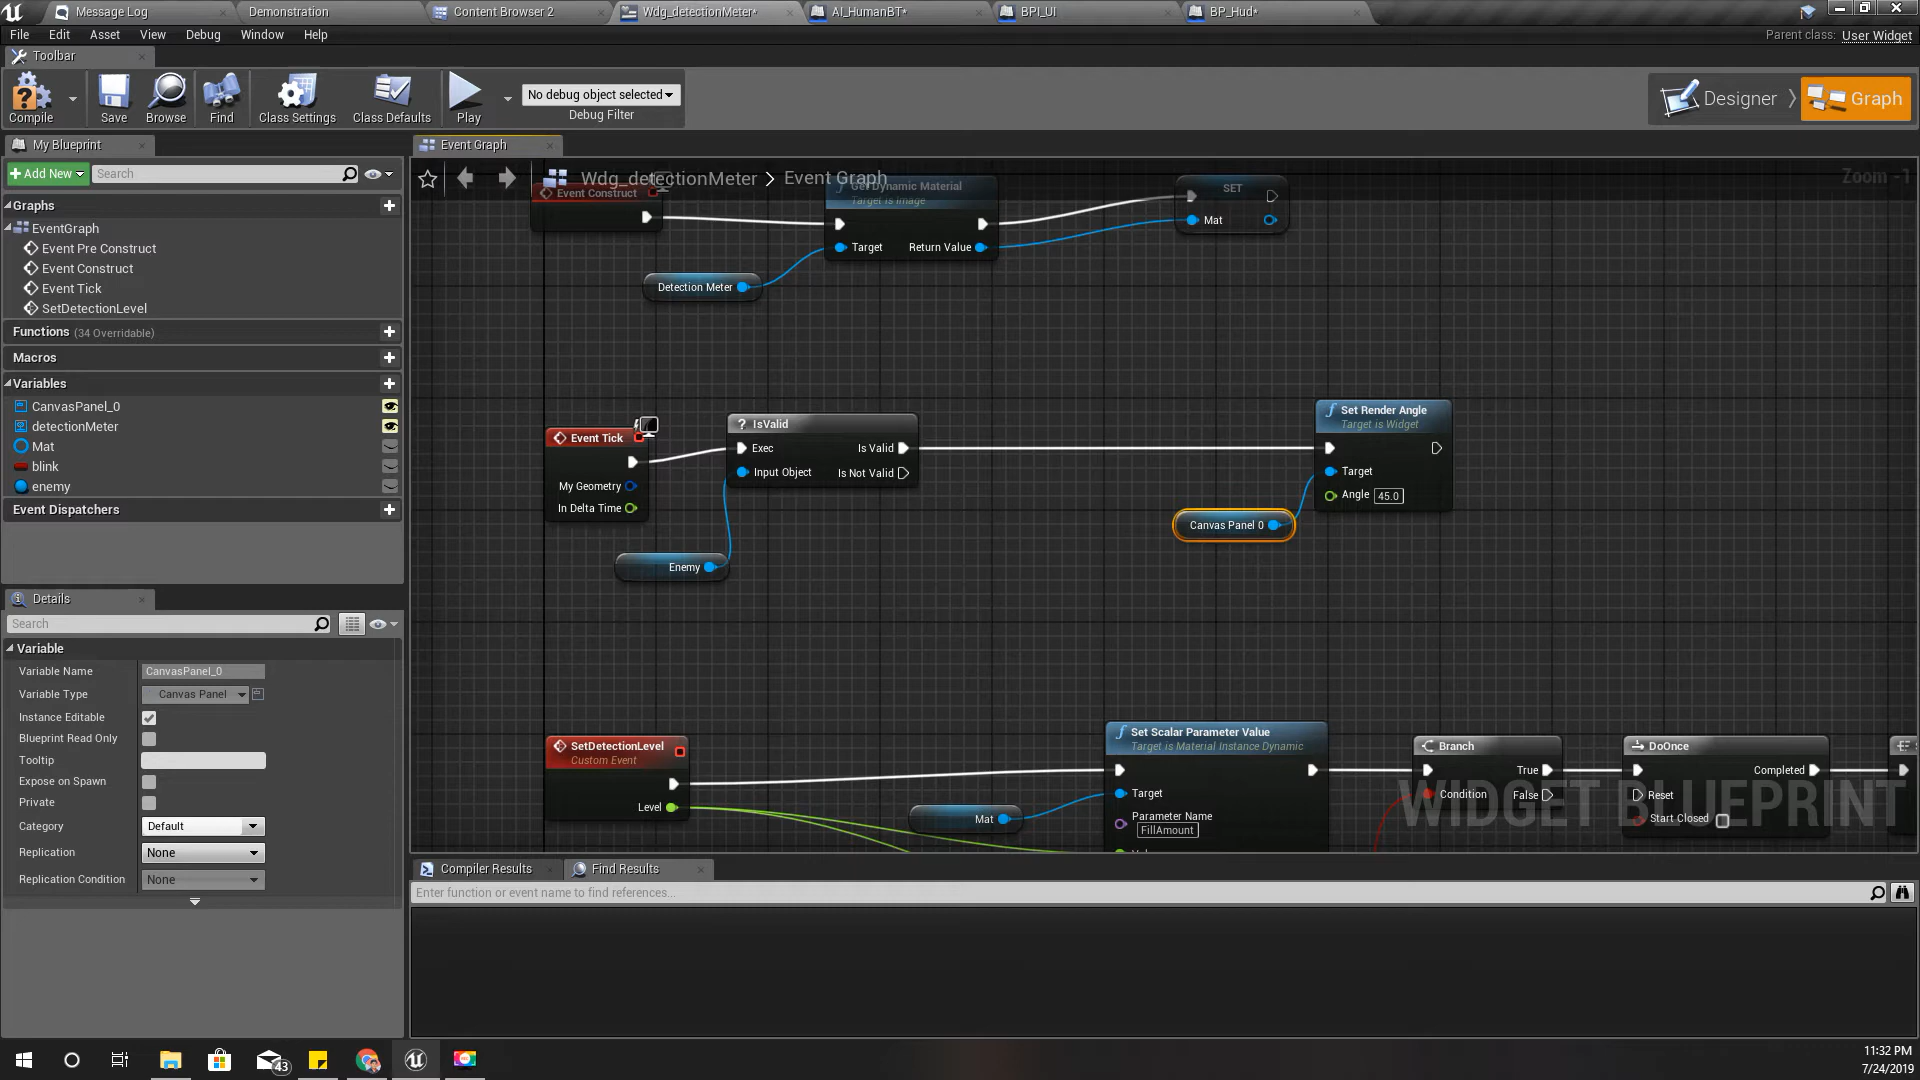 Message Log
Demonstration
Content Browser 2
Wdg_detectionMeter*
AI_HumanBT*
BPI_UI
BP_Hud*
File Edit Asset View Debug Window Help
Parent class: User Widget
Toolbar
Compile
Save
Browse
Find
Class Settings
Class Defaults
Play
No debug object selected
Debug Filter
Designer
Graph
My Blueprint
Event Graph
+ Add New
Search
Wdg_detectionMeter > Event Graph
Zoom -1
Graphs
EventGraph
Event Pre Construct
Event Construct
Event Tick
SetDetectionLevel
Functions (34 Overridable)
Macros
Variables
CanvasPanel_0
detectionMeter
Mat
blink
enemy
Event Dispatchers
Details
Search
Variable
Variable Name CanvasPanel_0
Variable Type Canvas Panel
Instance Editable
Blueprint Read Only
Tooltip
Expose on Spawn
Private
Category Default
Replication None
Replication Condition None
Event Construct
Get Dynamic Material
Target is Image
Target Return Value
SET
Mat
Detection Meter
Event Tick
My Geometry
In Delta Time
? IsValid
Exec Is Valid
Input Object Is Not Valid
Enemy
Set Render Angle
Target is Widget
Target
Angle 45.0
Canvas Panel 0
SetDetectionLevel
Custom Event
Level
Mat
Set Scalar Parameter Value
Target is Material Instance Dynamic
Target
Parameter Name
FillAmount
Branch
True
Condition False
DoOnce
Completed
Reset
Start Closed
WIDGET BLUEPRINT
Compiler Results
Find Results
Enter function or event name to find references...
43
11:32 PM
7/24/2019